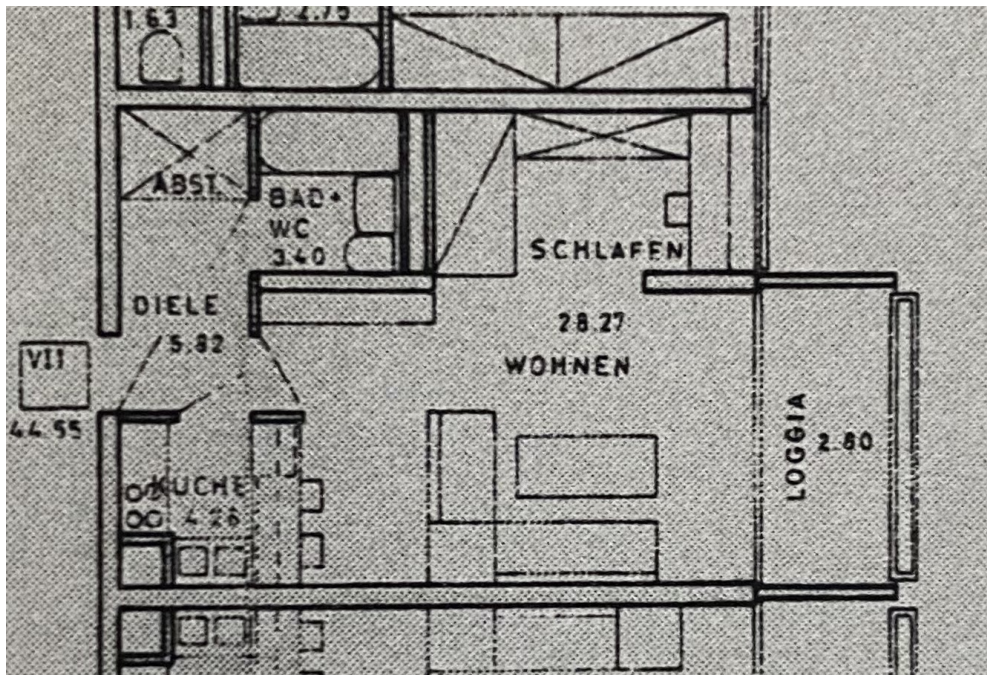 1.63
2.75
ABST.
BAD+
WC
3.40
SCHLAFEN
DIELE
5.82
28.27
WOHNEN
VII
44.55
LOGGIA 2.80
KÜCHE
4.26